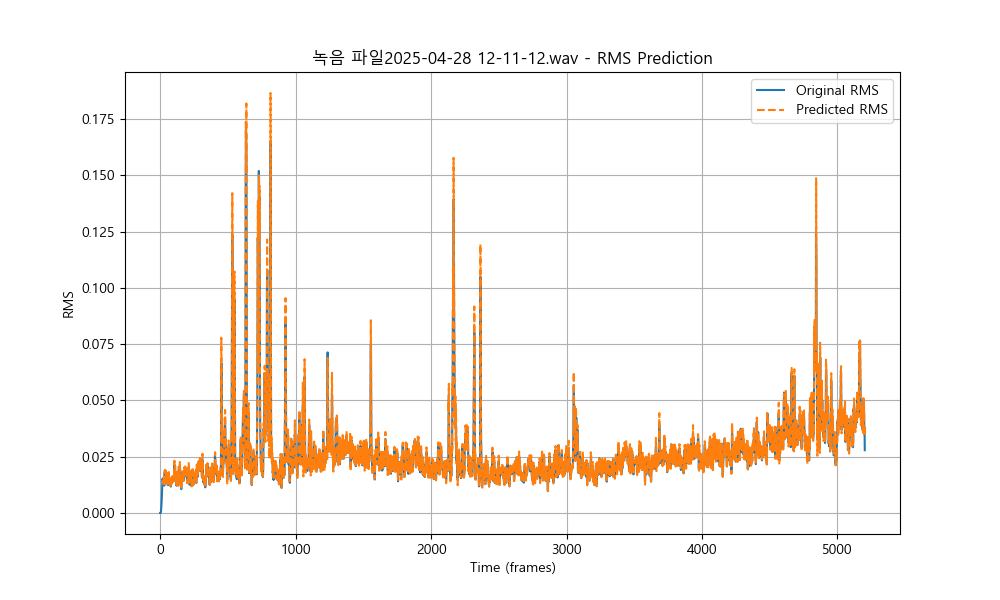 녹음 파일2025-04-28 12-11-12.wav - RMS Prediction
Original RMS
Predicted RMS
0.175
0.150
0.125
0.100
0.075
0.050
0.025
0.000
RMS
0 1000 2000 3000 4000 5000
Time (frames)